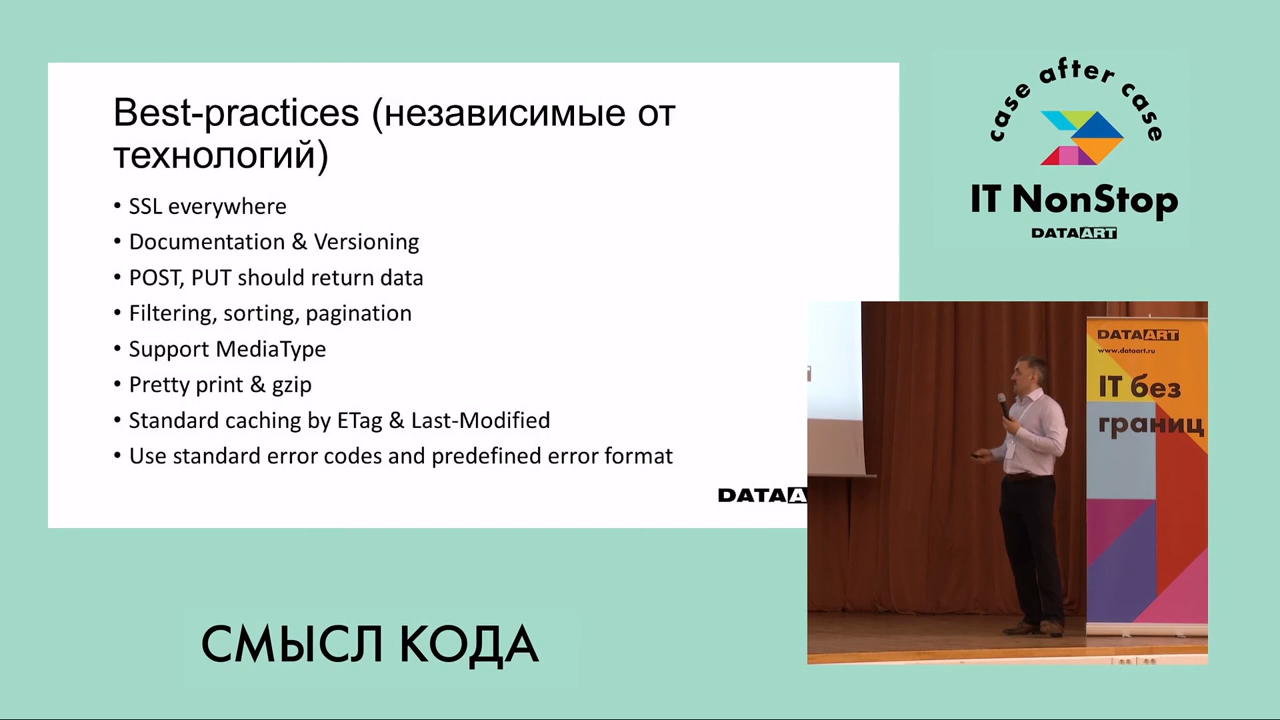 Best-practices (независимые от
технологий)
• SSL everywhere
• Documentation & Versioning
• POST, PUT should return data
• Filtering, sorting, pagination
• Support MediaType
• Pretty print & gzip
• Standard caching by ETag & Last-Modified
• Use standard error codes and predefined error format
DATAA
case after case
IT NonStop
DATAART
DATAART
www.dataart.ru
IT без
границ
СМЫСЛ КОДА